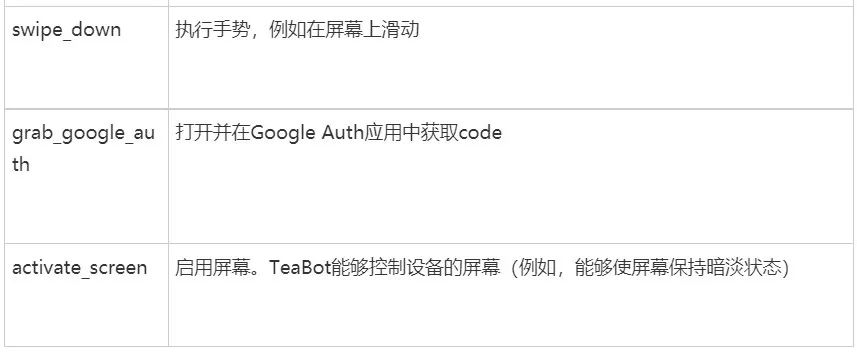 swipe_down 执行手势，例如在屏幕上滑动
grab_google_au 打开并在Google Auth应用中获取code
th
activate_screen 启用屏幕。TeaBot能够控制设备的屏幕（例如，能够使屏幕保持暗淡状态）